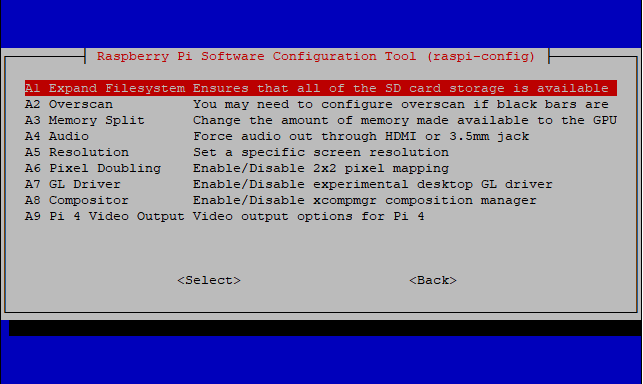 Raspberry Pi Software Configuration Tool (raspi-config)
A1 Expand Filesystem Ensures that all of the SD card storage is available
A2 Overscan You may need to configure overscan if black bars are
A3 Memory Split Change the amount of memory made available to the GPU
A4 Audio Force audio out through HDMI or 3.5mm jack
A5 Resolution Set a specific screen resolution
A6 Pixel Doubling Enable/Disable 2x2 pixel mapping
A7 GL Driver Enable/Disable experimental desktop GL driver
A8 Compositor Enable/Disable xcompmgr composition manager
A9 Pi 4 Video Output Video output options for Pi 4
<Select> <Back>